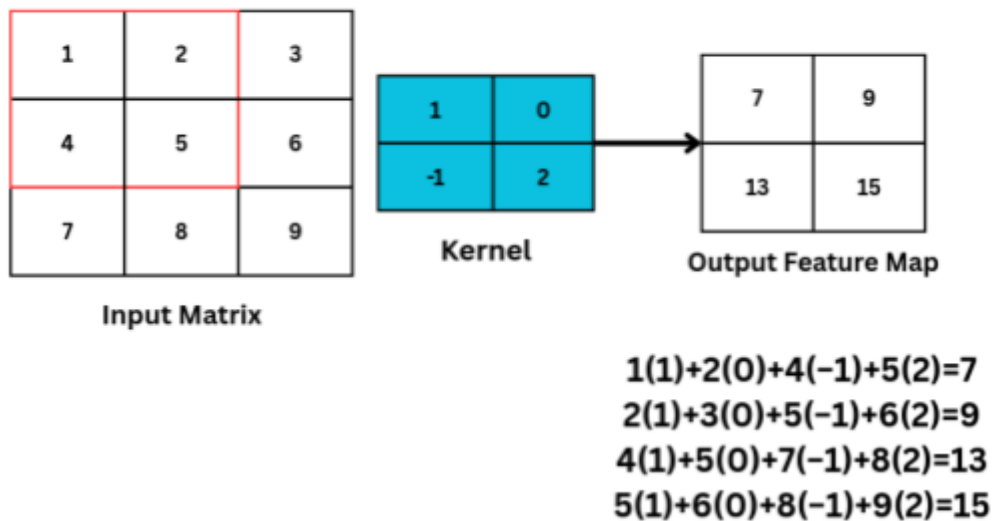 1 2 3
4 5 6
7 8 9
Input Matrix
1 0
-1 2
Kernel
7 9
13 15
Output Feature Map
1(1)+2(0)+4(−1)+5(2)=7
2(1)+3(0)+5(−1)+6(2)=9
4(1)+5(0)+7(−1)+8(2)=13
5(1)+6(0)+8(−1)+9(2)=15